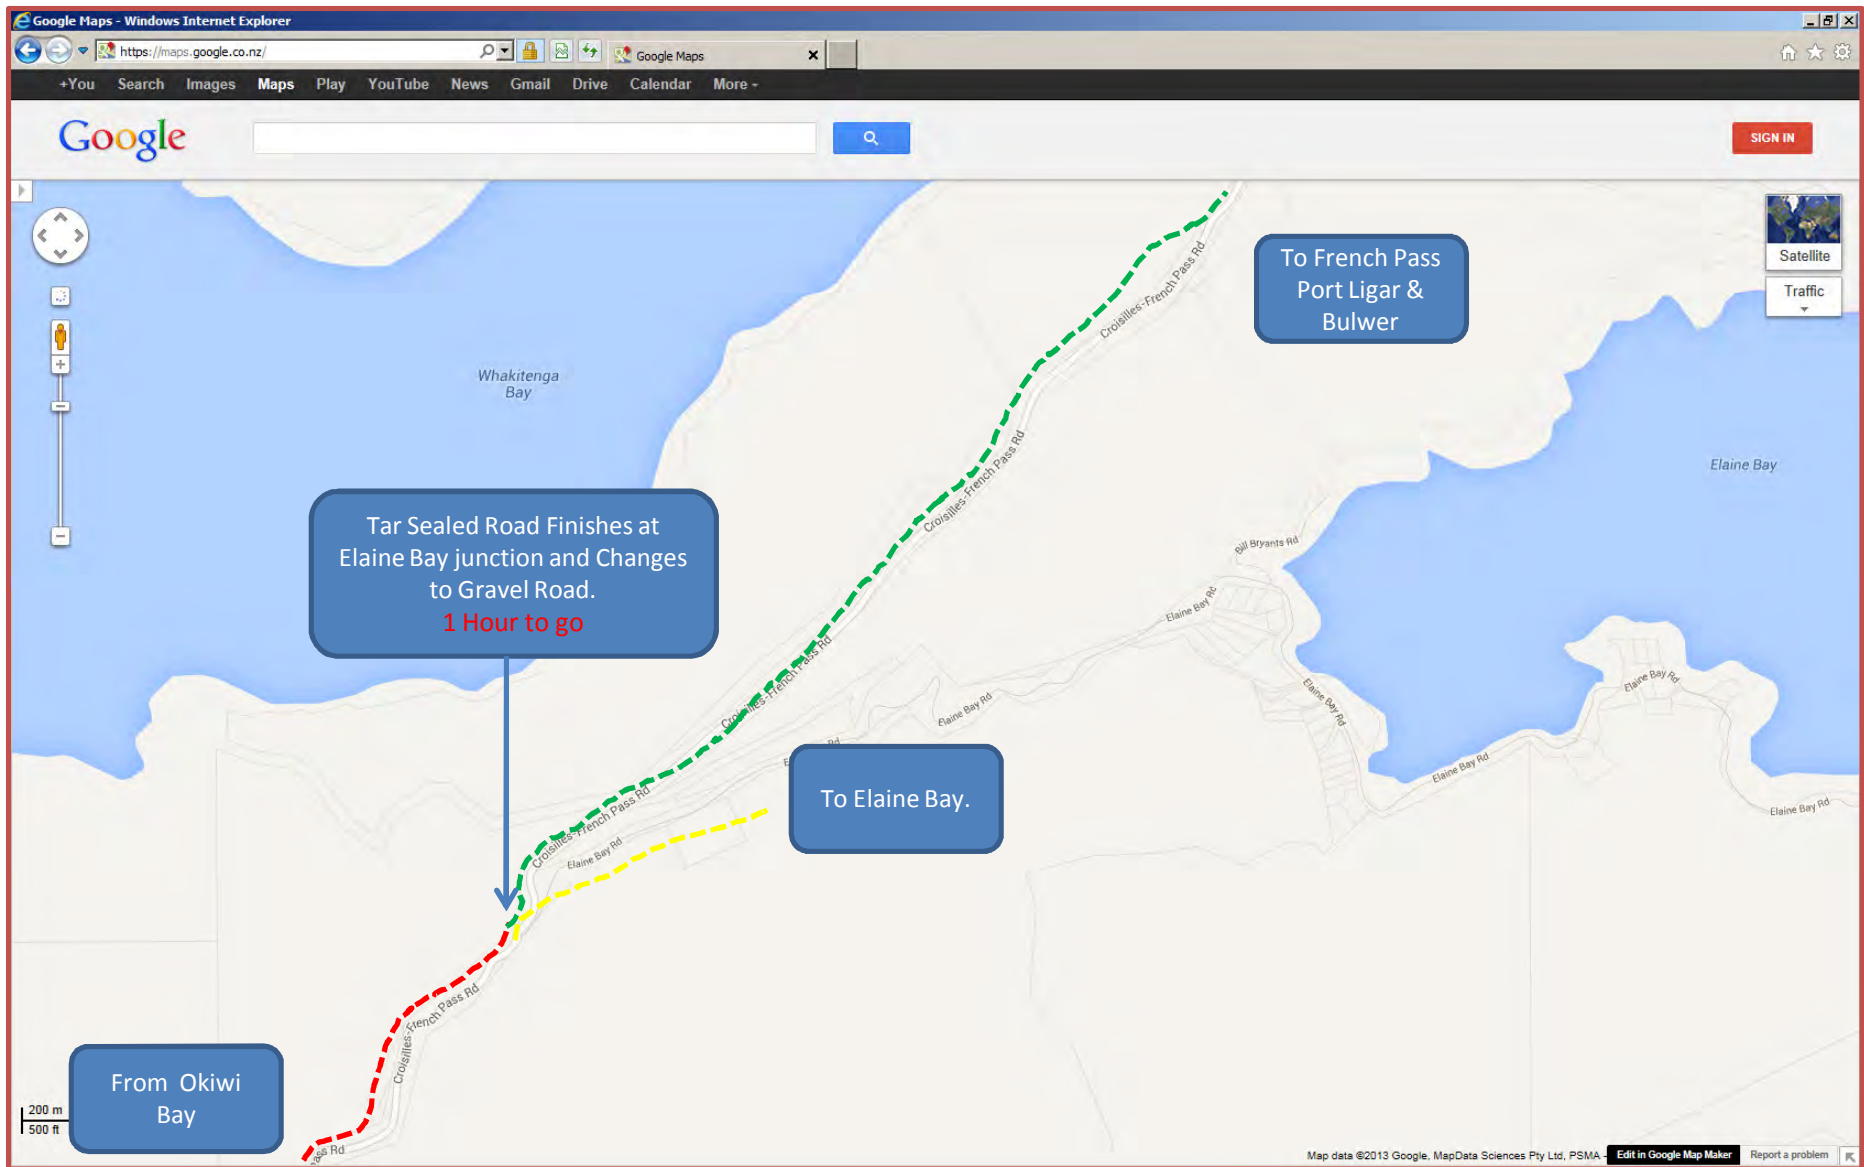 Google Maps - Windows Internet Explorer
https://maps.google.co.nz/
Google Maps
+You Search Images Maps Play YouTube News Gmail Drive Calendar More
Google
SIGN IN
To French Pass
Port Ligar &
Bulwer
Satellite
Traffic
Croisilles-French Pass Rd
Whakitenga
Bay
Croisilles-French Pass Rd
Elaine Bay
Tar Sealed Road Finishes at
Elaine Bay junction and Changes
to Gravel Road.
1 Hour to go
Bill Bryants Rd
Elaine Bay Rd
Croisilles-French Pass Rd
Elaine Bay Rd
Elaine Bay Rd
Elaine Bay Rd
Rd
To Elaine Bay.
Elaine Bay Rd
Elaine Bay Rd
Croisilles-French Pass Rd
Elaine Bay Rd
Croisilles-French Pass Rd
From Okiwi
Bay
200 m
500 ft
Rd
Map data ©2013 Google, MapData Sciences Pty Ltd, PSMA - Edit in Google Map Maker Report a problem